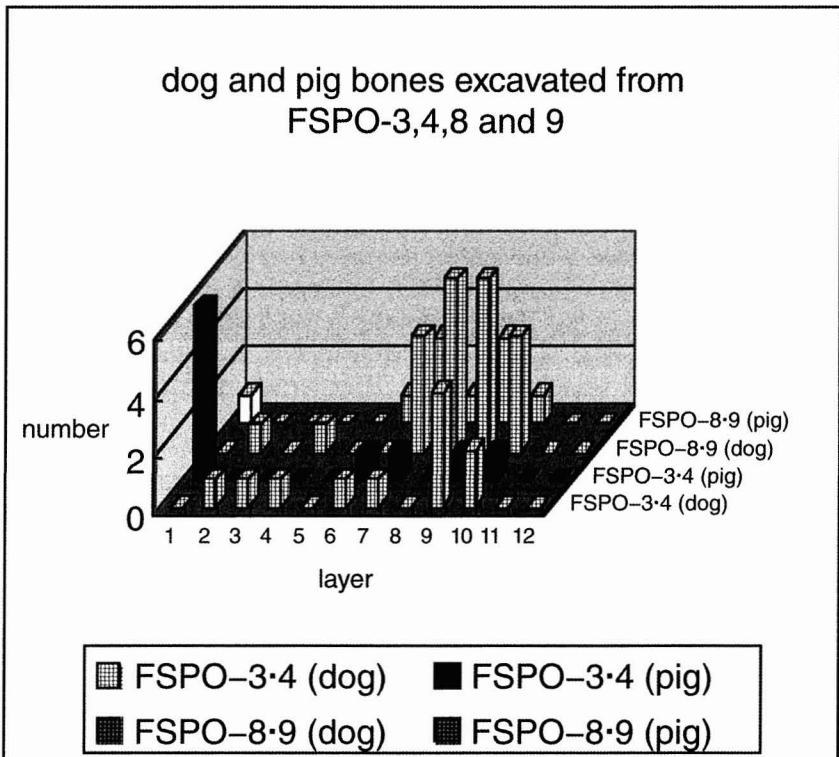 dog and pig bones excavated from
FSPO-3,4,8 and 9
6
4
2
0
number
1 2 3 4 5 6 7 8 9 10 11 12
layer
FSPO–8·9 (pig)
FSPO–8·9 (dog)
FSPO–3·4 (pig)
FSPO–3·4 (dog)
FSPO–3·4 (dog) FSPO–3·4 (pig)
FSPO–8·9 (dog) FSPO–8·9 (pig)